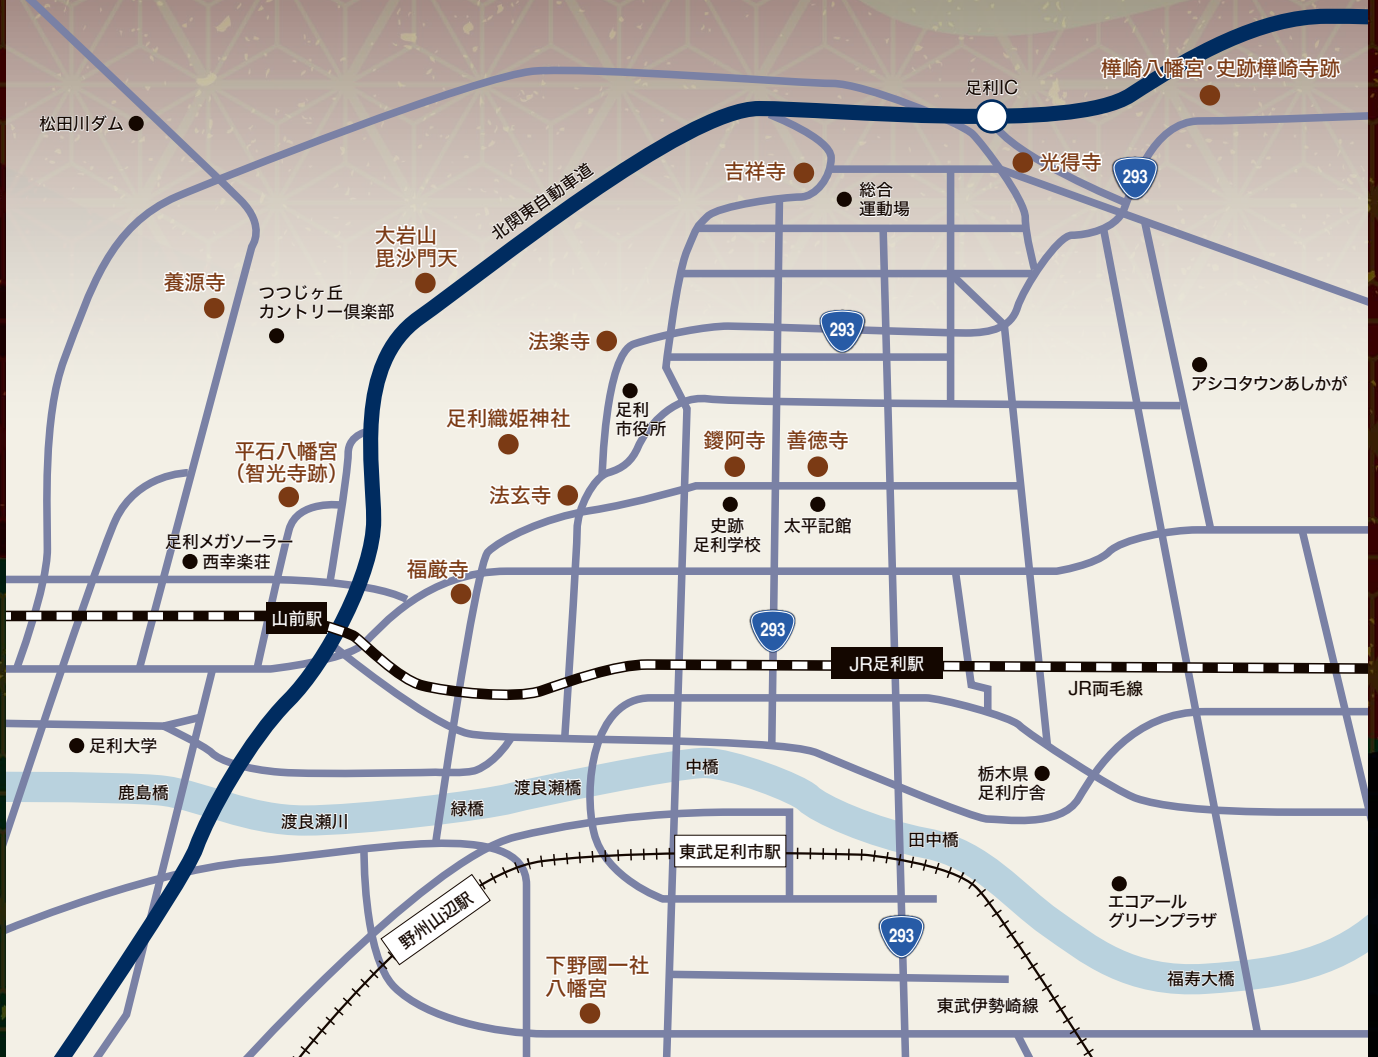 樺崎八幡宮・史跡樺崎寺跡
足利IC
松田川ダム
光得寺
吉祥寺
293
総合
運動場
北関東自動車道
大岩山
毘沙門天
養源寺
つつじヶ丘
カントリー倶楽部
293
法楽寺
アシコタウンあしかが
足利
市役所
足利織姫神社
鑁阿寺
善徳寺
平石八幡宮
（智光寺跡）
法玄寺
史跡
足利学校
太平記館
足利メガソーラー
西幸楽荘
福厳寺
山前駅
293
JR足利駅
JR両毛線
足利大学
中橋
栃木県
足利庁舎
渡良瀬橋
鹿島橋
緑橋
渡良瀬川
田中橋
東武足利市駅
エコアール
グリーンプラザ
野州山辺駅
293
下野國一社
八幡宮
福寿大橋
東武伊勢崎線